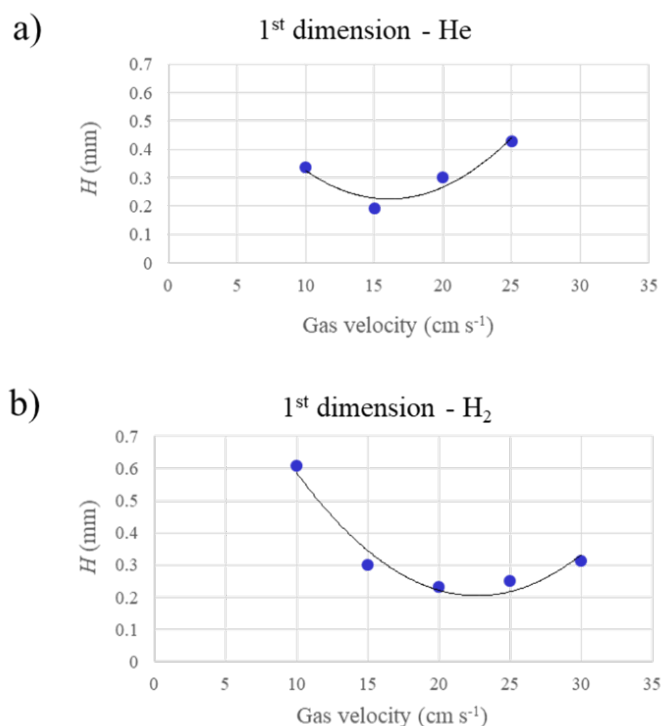 a)
1st dimension - He
0.7
0.6
0.5
0.4
0.3
0.2
0.1
0
H (mm)
0 5 10 15 20 25 30 35
Gas velocity (cm s-1)
b)
1st dimension - H2
0.7
0.6
0.5
0.4
0.3
0.2
0.1
0
H (mm)
0 5 10 15 20 25 30 35
Gas velocity (cm s-1)